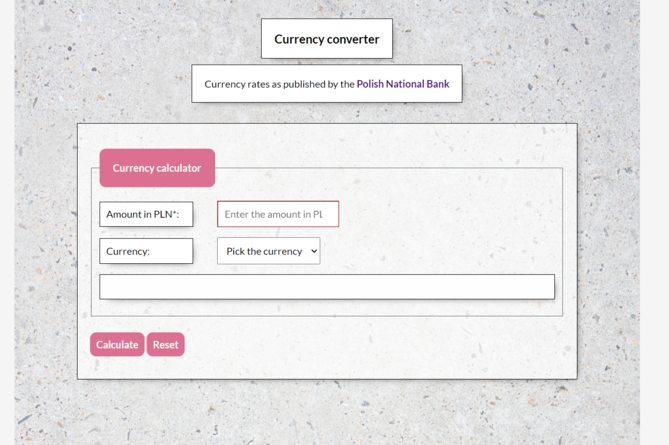 Currency converter
Currency rates as published by the Polish National Bank
Currency calculator
Amount in PLN*:
Enter the amount in PL
Currency:
Pick the currency
Calculate
Reset